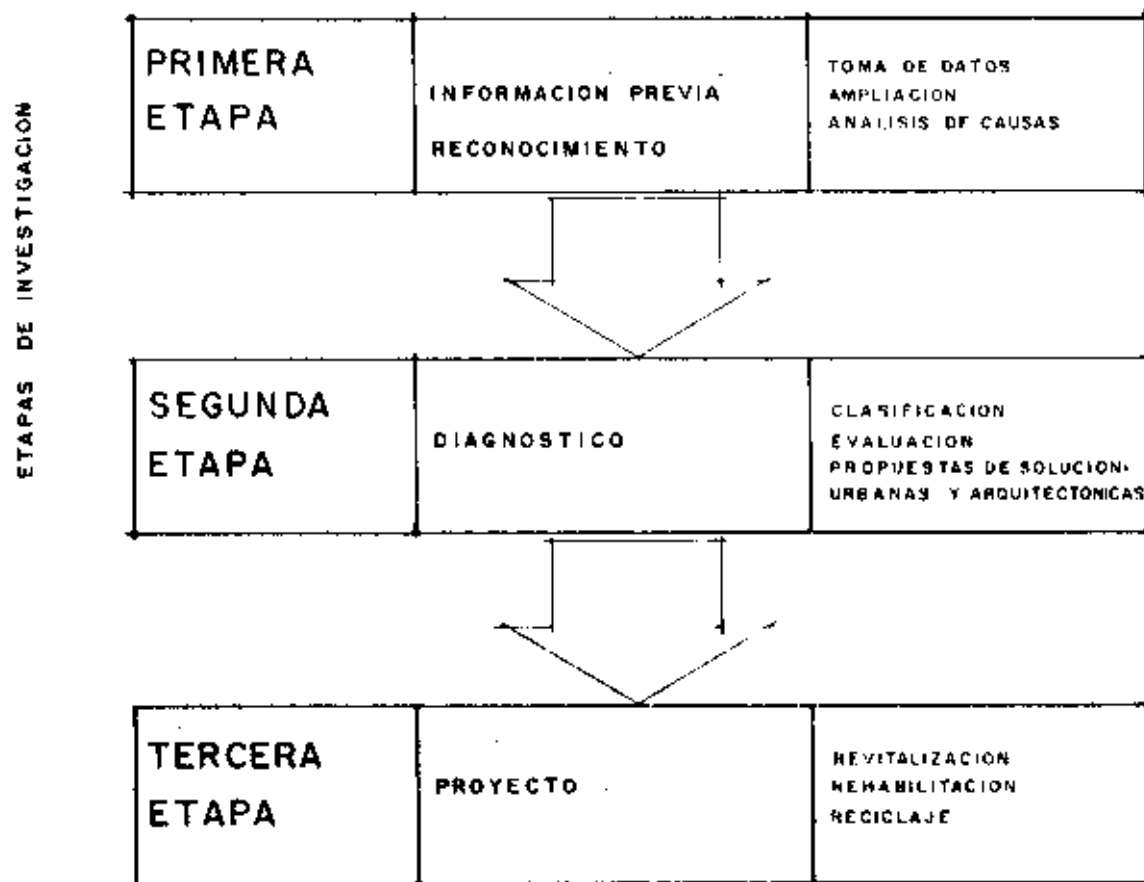 ETAPAS DE INVESTIGACION
PRIMERA
ETAPA
INFORMACION PREVIA
RECONOCIMIENTO
TOMA DE DATOS
AMPLIACION
ANALISIS DE CAUSAS
SEGUNDA
ETAPA
DIAGNOSTICO
CLASIFICACION
EVALUACION
PROPUESTAS DE SOLUCION-
URBANAS Y ARQUITECTONICAS
TERCERA
ETAPA
PROYECTO
REVITALIZACION
REHABILITACION
RECICLAJE